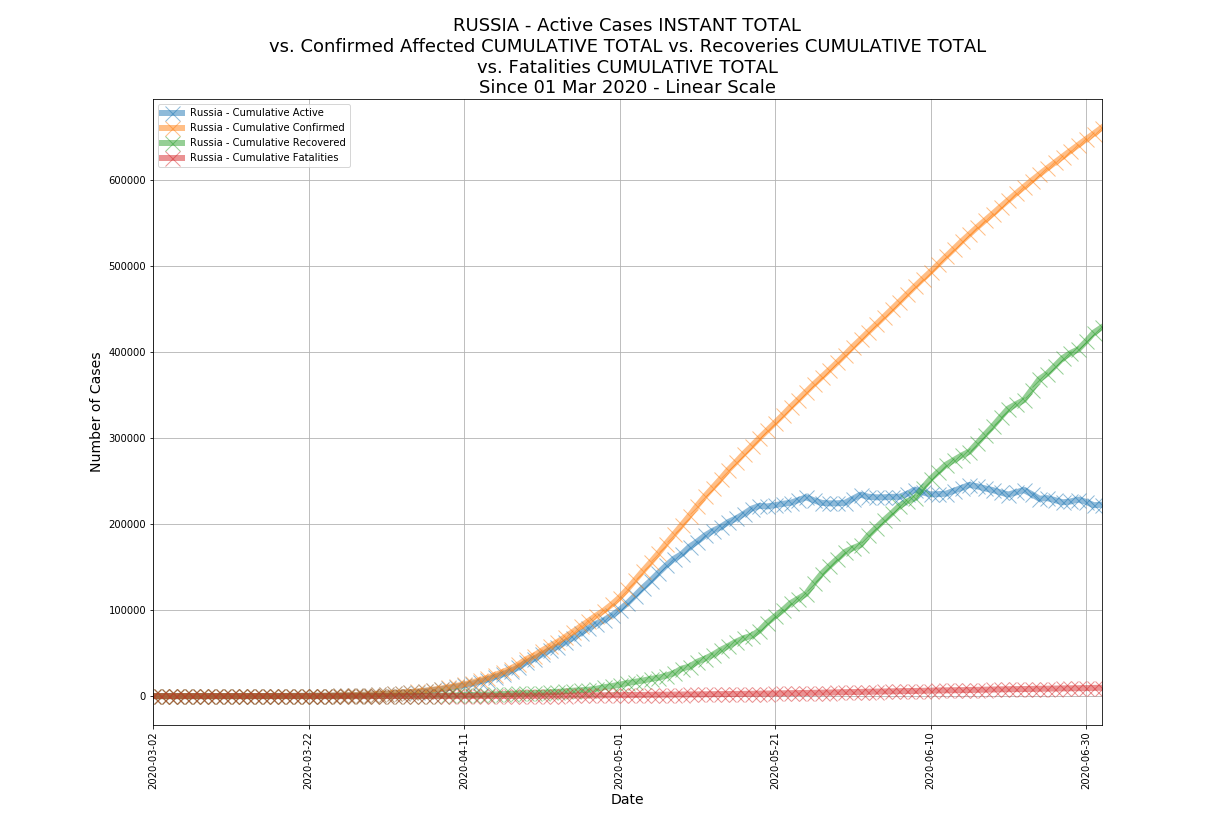 RUSSIA - Active Cases INSTANT TOTAL
vs. Confirmed Affected CUMULATIVE TOTAL vs. Recoveries CUMULATIVE TOTAL
vs. Fatalities CUMULATIVE TOTAL
Since 01 Mar 2020 - Linear Scale
Russia - Cumulative Active
Russia - Cumulative Confirmed
Russia - Cumulative Recovered
Russia - Cumulative Fatalities
Number of Cases
600000
500000
400000
300000
200000
100000
0
2020-03-02
2020-03-22
2020-04-11
2020-05-01
2020-05-21
2020-06-10
2020-06-30
Date